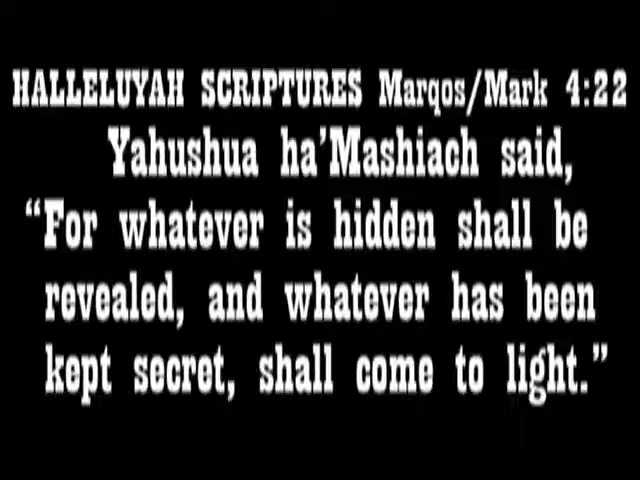 HALLELUYAH SCRIPTURES Marqos/Mark 4:22
Yahushua ha’Mashiach said,
“For whatever is hidden shall be
revealed, and whatever has been
kept secret, shall come to light.”